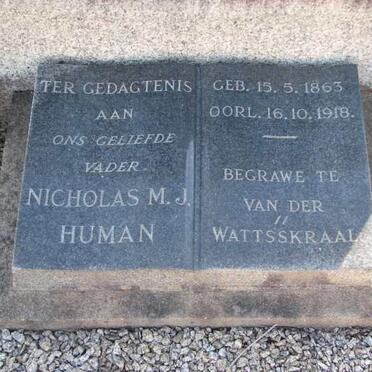 TER GEDAGTENIS
AAN
ONS GELIEFDE
VADER
NICHOLAS M.J.
HUMAN
GEB. 15.5.1863
OORL. 16.10.1918.
BEGRAWE TE
VAN DER
WATTSSKRAAL